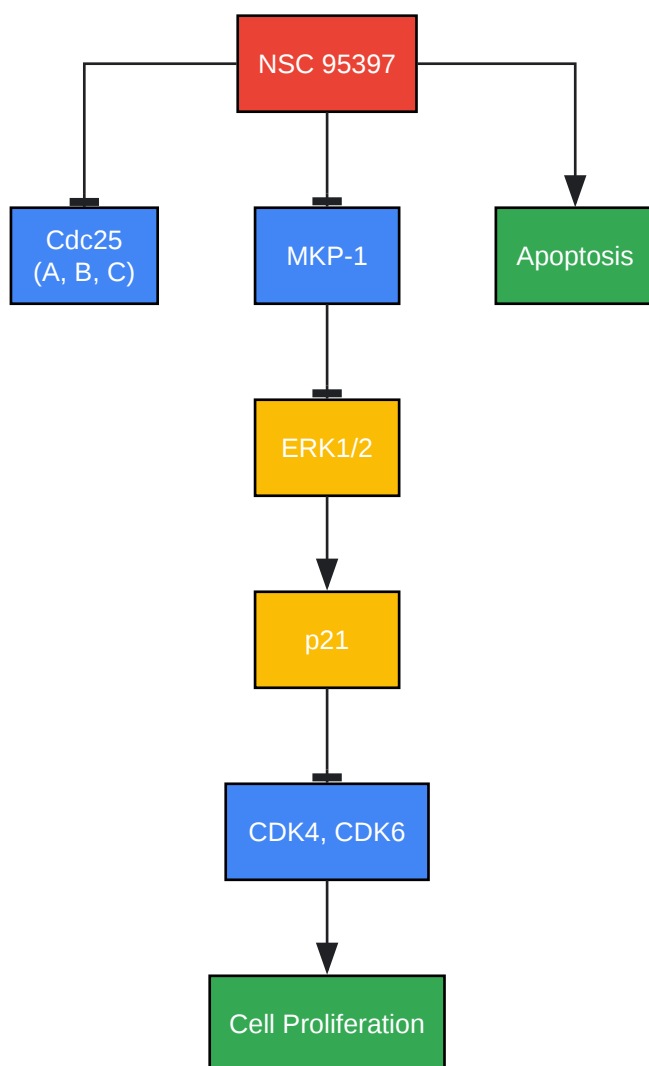 NSC 95397
Cdc25
(A, B, C)
MKP-1
Apoptosis
ERK1/2
p21
CDK4, CDK6
Cell Proliferation